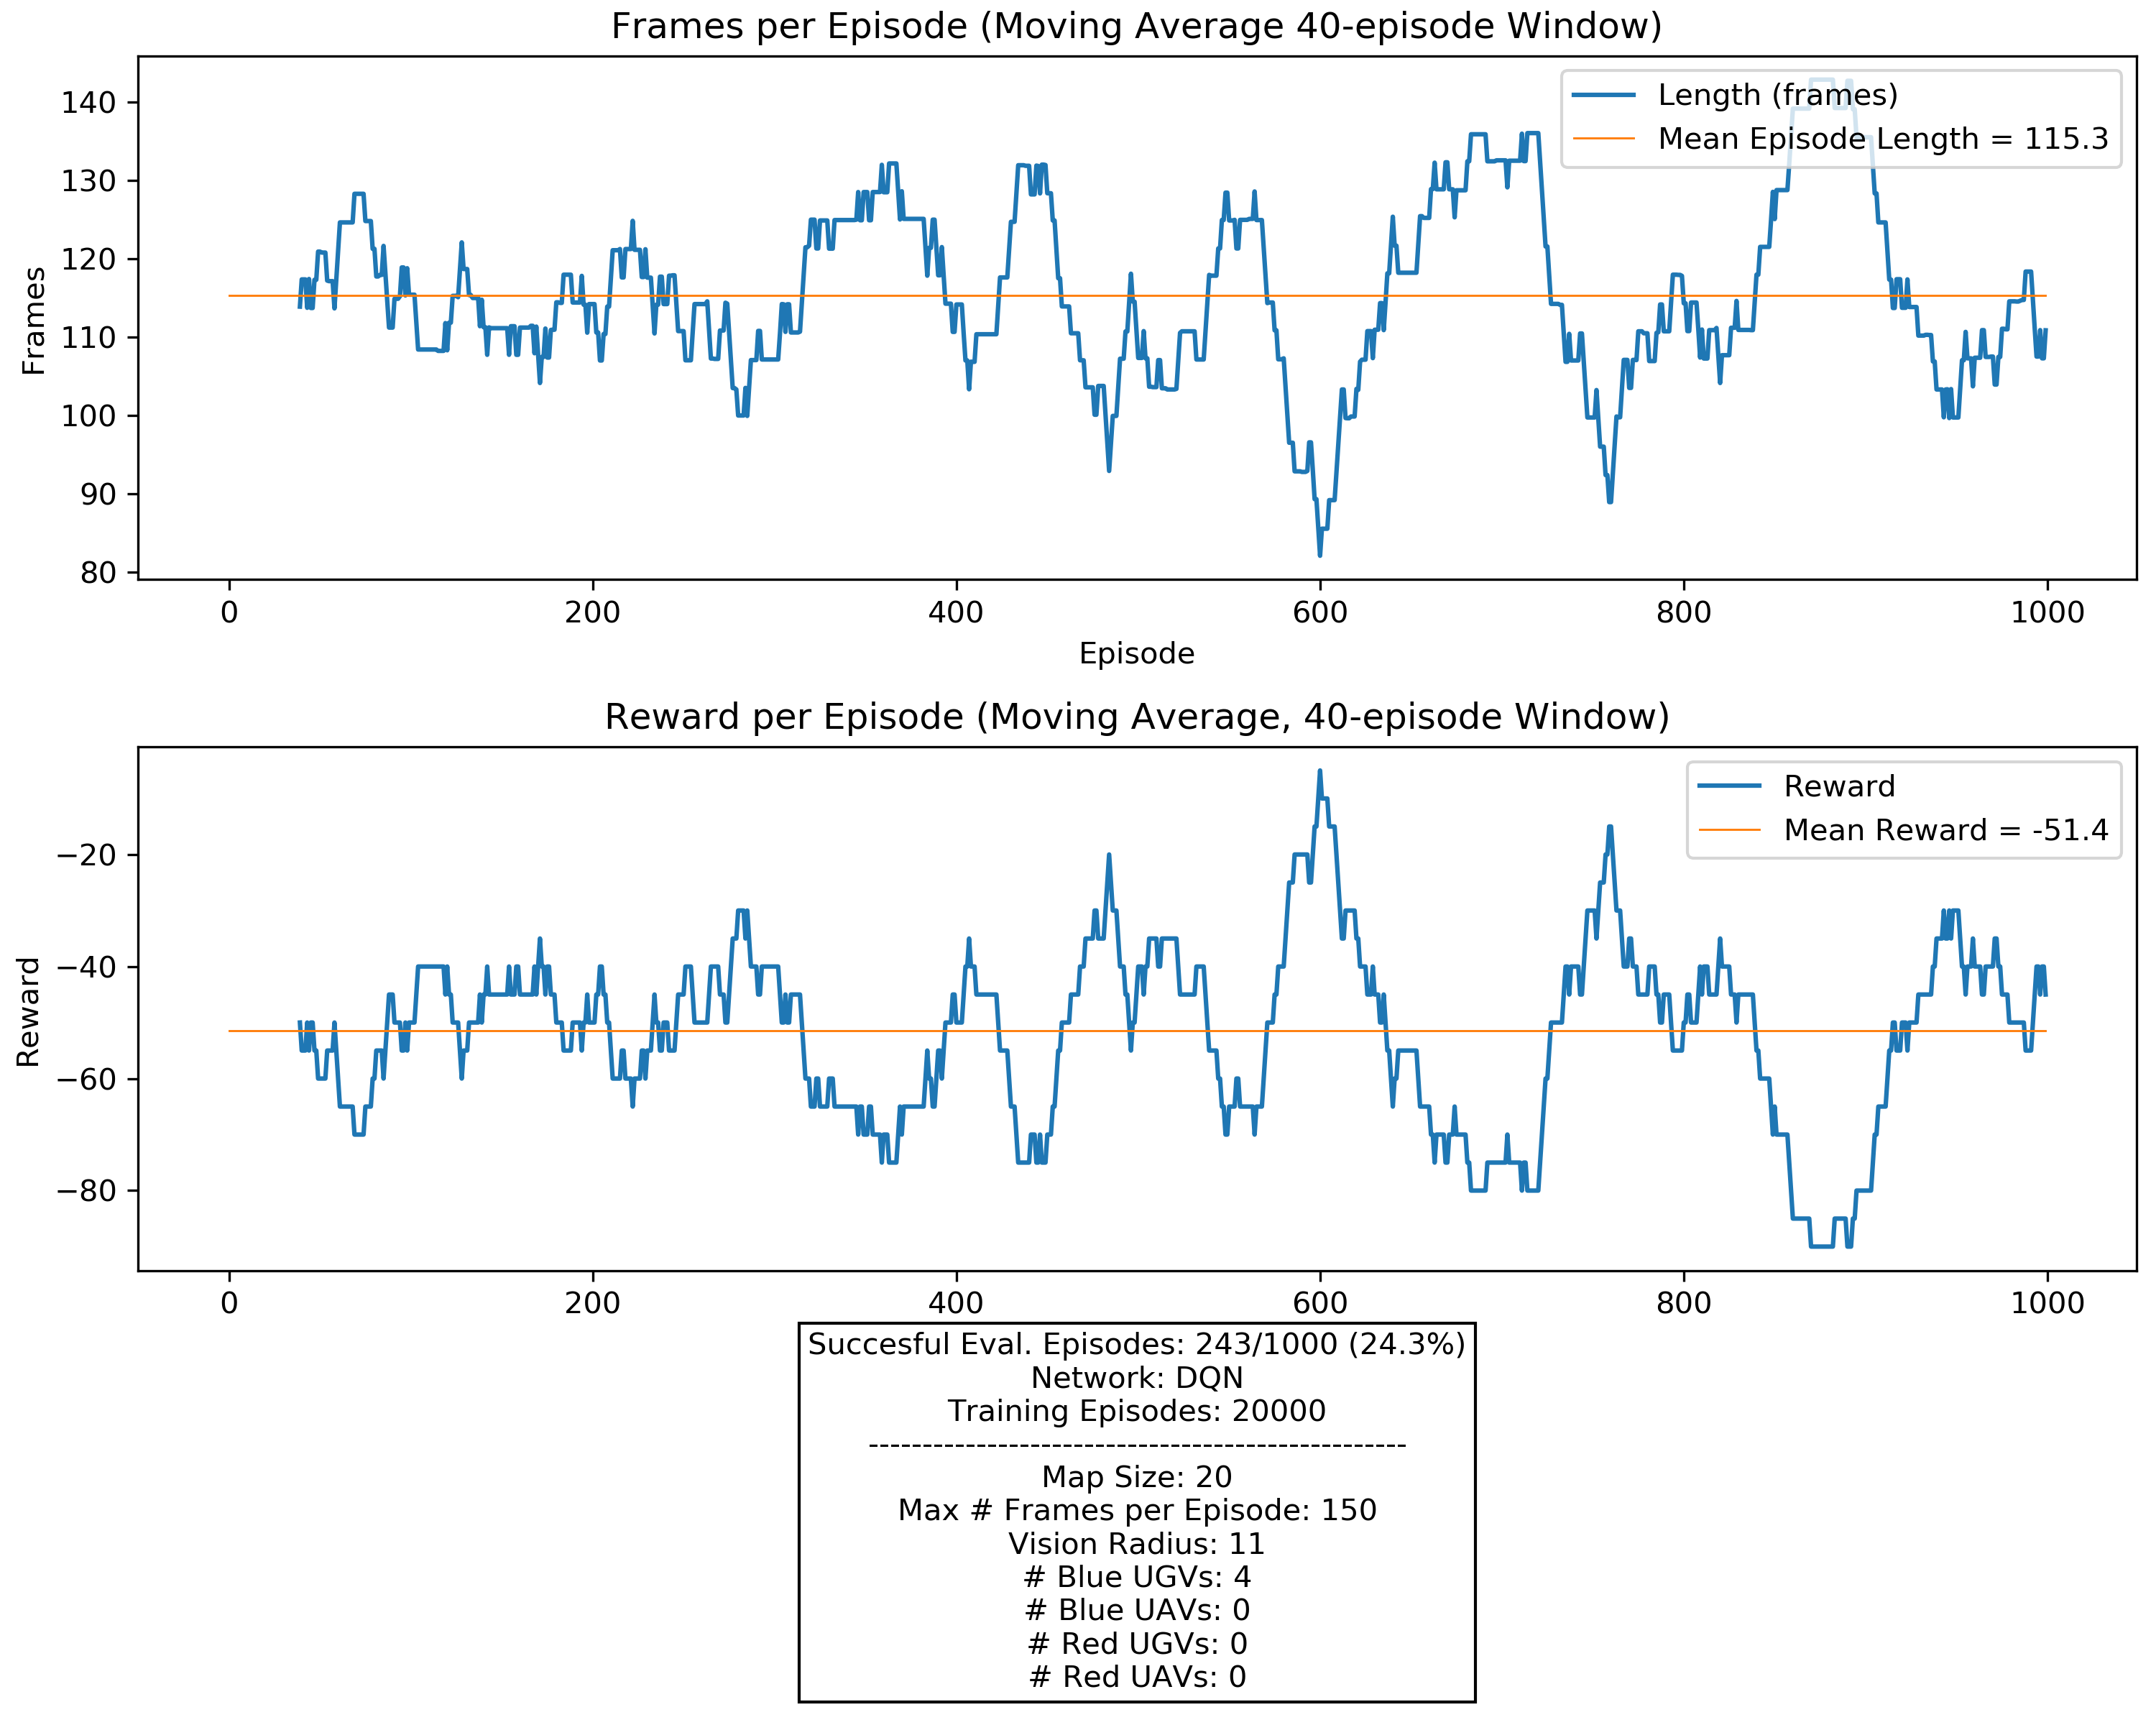 Frames per Episode (Moving Average 40-episode Window)
Length (frames)
Mean Episode Length = 115.3
Frames
140
130
120
110
100
90
80
0 200 400 600 800 1000
Episode
Reward per Episode (Moving Average, 40-episode Window)
Reward
Mean Reward = -51.4
Reward
−20
−40
−60
−80
0 200 400 600 800 1000
Succesful Eval. Episodes: 243/1000 (24.3%)
Network: DQN
Training Episodes: 20000
--------------------------------------------------
Map Size: 20
Max # Frames per Episode: 150
Vision Radius: 11
# Blue UGVs: 4
# Blue UAVs: 0
# Red UGVs: 0
# Red UAVs: 0